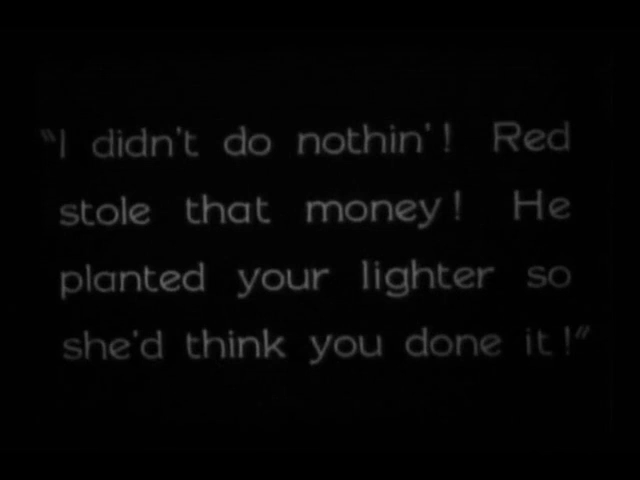 "I didn't do nothin'! Red
stole that money! He
planted your lighter so
she'd think you done it!"